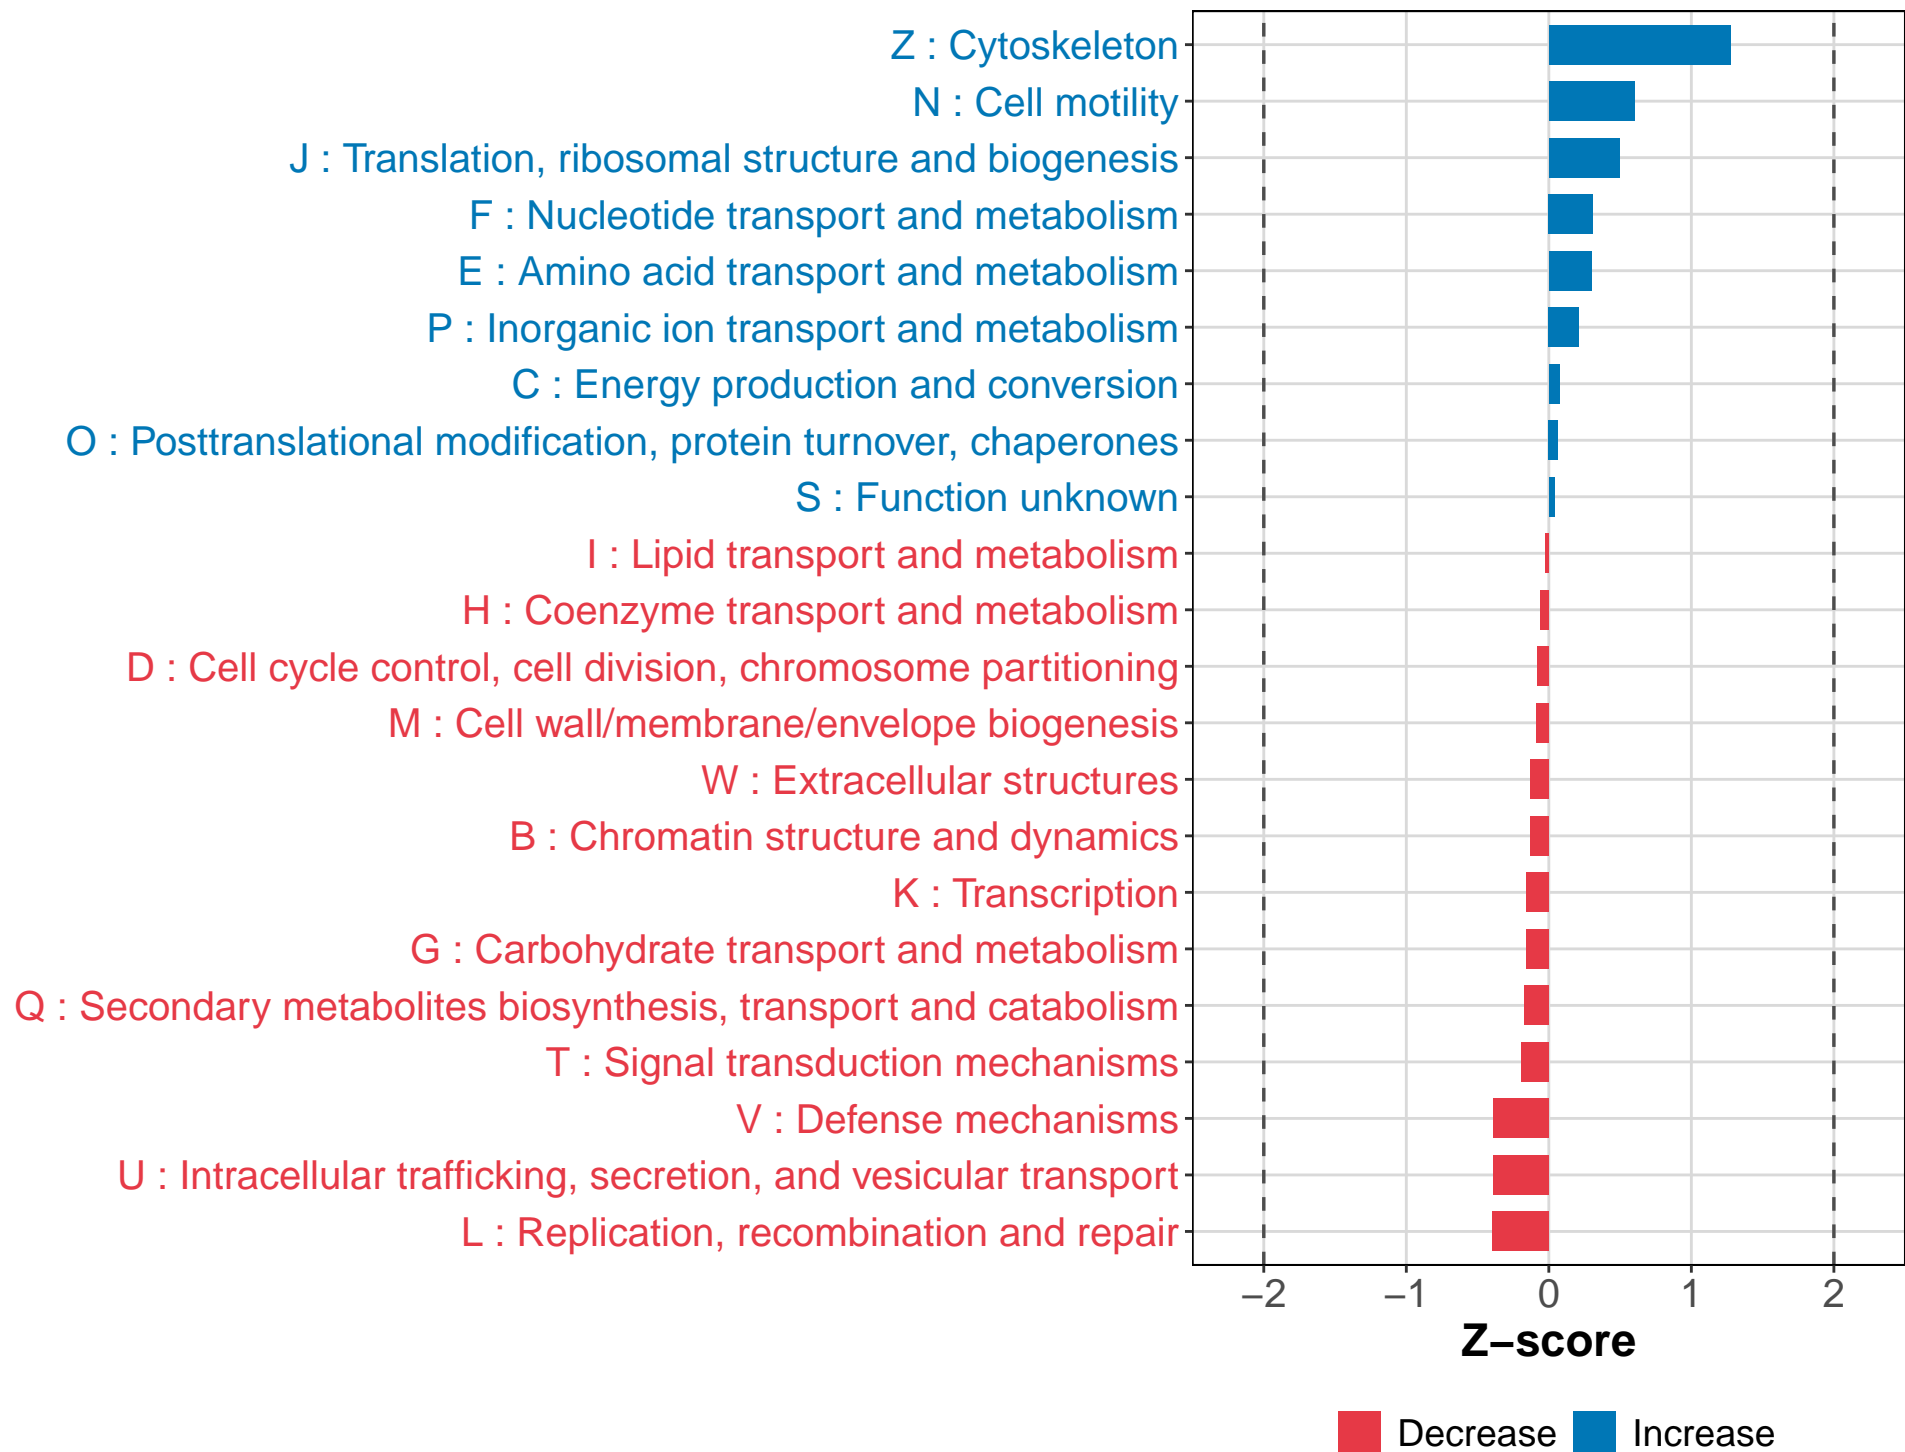 Z : Cytoskeleton
N : Cell motility
J : Translation, ribosomal structure and biogenesis
F : Nucleotide transport and metabolism
E : Amino acid transport and metabolism
P : Inorganic ion transport and metabolism
C : Energy production and conversion
O : Posttranslational modification, protein turnover, chaperones
S : Function unknown
I : Lipid transport and metabolism
H : Coenzyme transport and metabolism
D : Cell cycle control, cell division, chromosome partitioning
M : Cell wall/membrane/envelope biogenesis
W : Extracellular structures
B : Chromatin structure and dynamics
K : Transcription
G : Carbohydrate transport and metabolism
Q : Secondary metabolites biosynthesis, transport and catabolism
T : Signal transduction mechanisms
V : Defense mechanisms
U : Intracellular trafficking, secretion, and vesicular transport
L : Replication, recombination and repair
−2 −1 0 1 2
Z−score
Decrease Increase